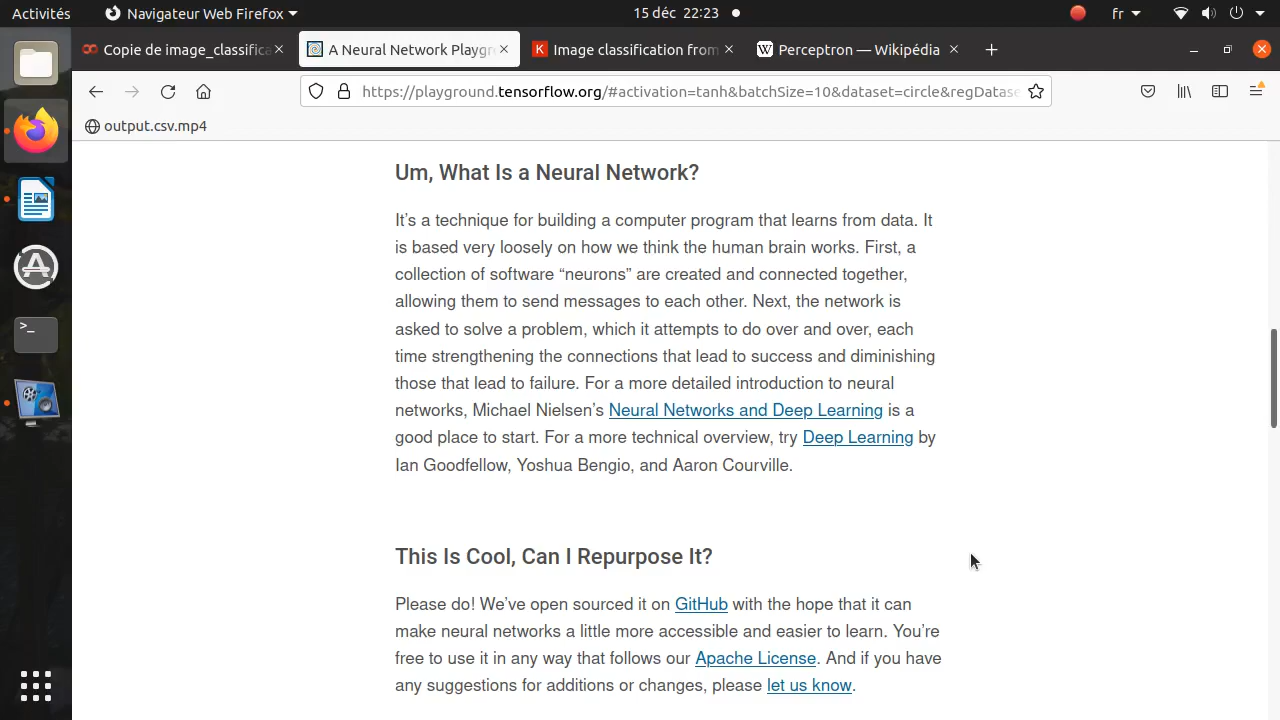 Activités
Navigateur Web Firefox
15 déc 22:23
fr
Copie de image_classifica
A Neural Network Playgr
Image classification from
Perceptron — Wikipédia
https://playground.tensorflow.org/#activation=tanh&batchSize=10&dataset=circle&regDatase
output.csv.mp4
Um, What Is a Neural Network?
It’s a technique for building a computer program that learns from data. It
is based very loosely on how we think the human brain works. First, a
collection of software “neurons” are created and connected together,
allowing them to send messages to each other. Next, the network is
asked to solve a problem, which it attempts to do over and over, each
time strengthening the connections that lead to success and diminishing
those that lead to failure. For a more detailed introduction to neural
networks, Michael Nielsen’s Neural Networks and Deep Learning is a
good place to start. For a more technical overview, try Deep Learning by
Ian Goodfellow, Yoshua Bengio, and Aaron Courville.
This Is Cool, Can I Repurpose It?
Please do! We’ve open sourced it on GitHub with the hope that it can
make neural networks a little more accessible and easier to learn. You’re
free to use it in any way that follows our Apache License. And if you have
any suggestions for additions or changes, please let us know.